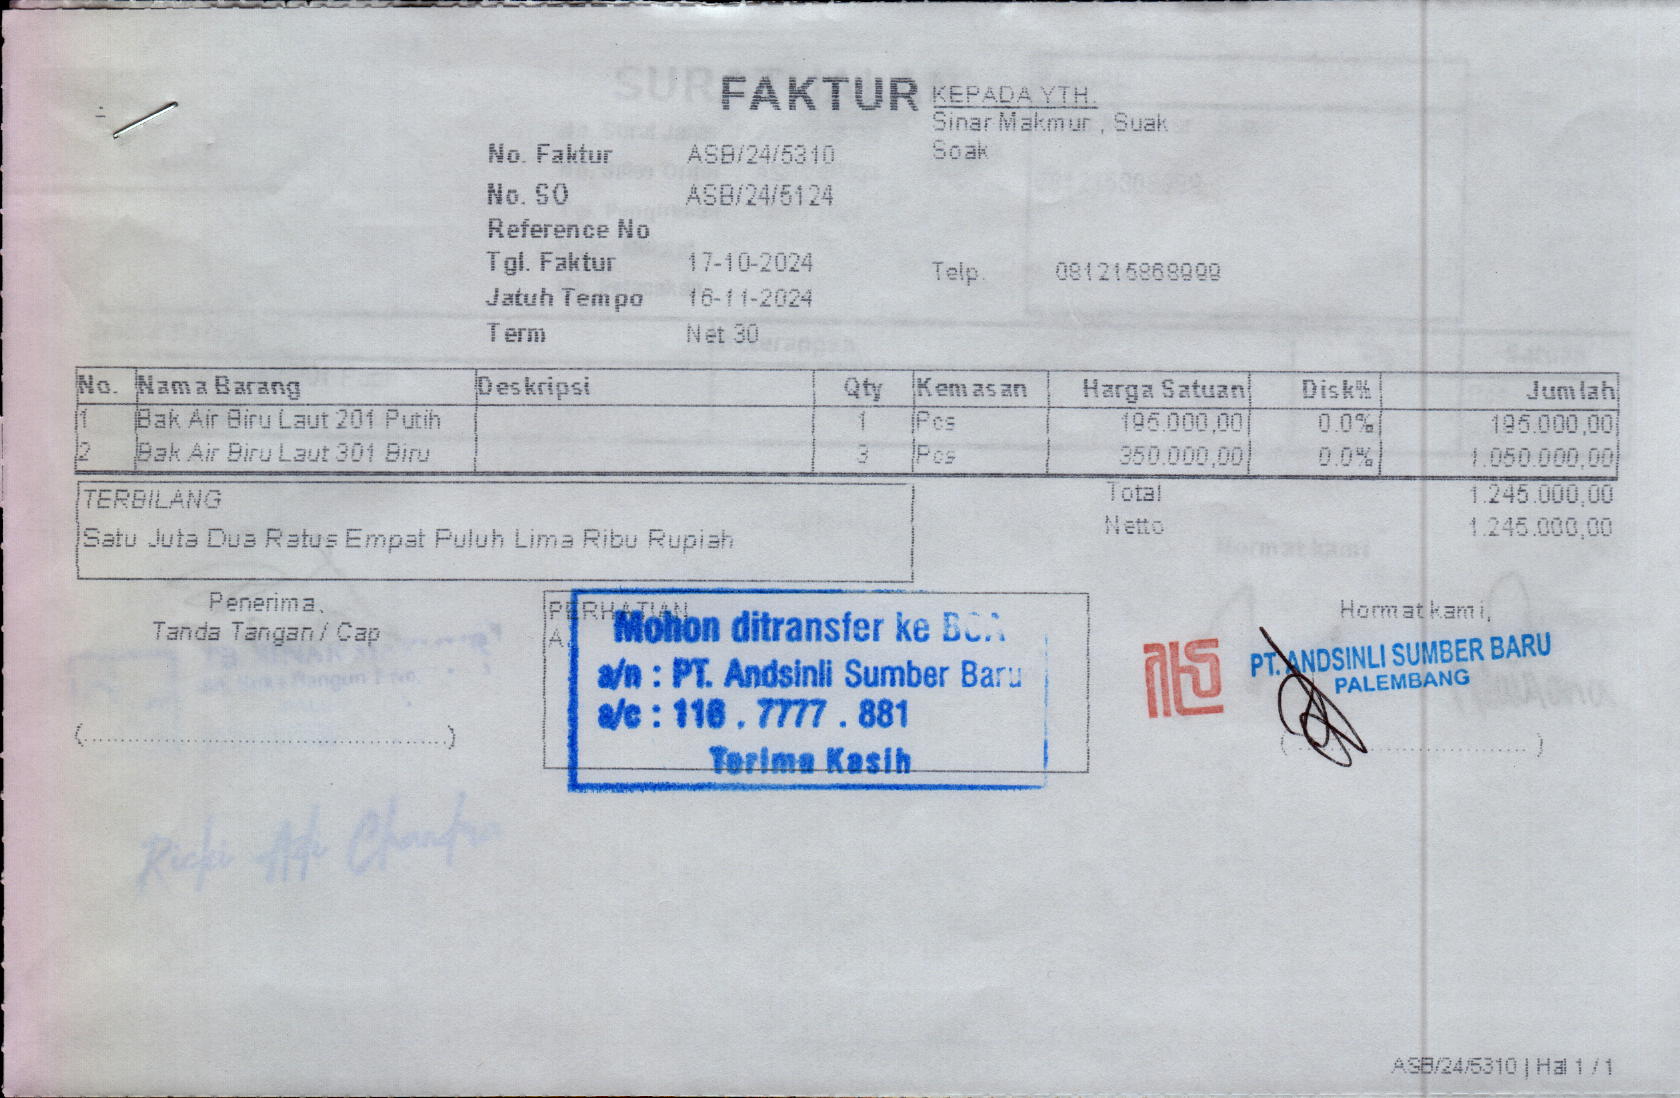 FAKTUR
KEPADA YTH.
Sinar Makmur , Suak
Soak
No. Faktur ASB/24/5310
No. SO ASB/24/5124
Reference No
Tgl. Faktur 17-10-2024
Telp. 081215868999
Jatuh Tempo 16-11-2024
Term Net 30
No. Nama Barang Deskripsi Qty Kemasan Harga Satuan Disk% Jumlah
1 Bak Air Biru Laut 201 Putih 1 Pcs 195.000,00 0.0% 195.000,00
2 Bak Air Biru Laut 301 Biru 3 Pcs 350.000,00 0.0% 1.050.000,00
TERBILANG
Satu Juta Dua Ratus Empat Puluh Lima Ribu Rupiah
Total 1.245.000,00
Netto 1.245.000,00
Penerima,
Tanda Tangan / Cap
(....................................................)
PERHATIAN
A.
Mohon ditransfer ke BCA
a/n : PT. Andsinli Sumber Baru
a/c : 116 . 7777 . 881
Terima Kasih
Hormat kami,
PT. ANDSINLI SUMBER BARU
PALEMBANG
(....................................)
Ricki Adi Chandra
ASB/24/5310 | Hal 1 / 1